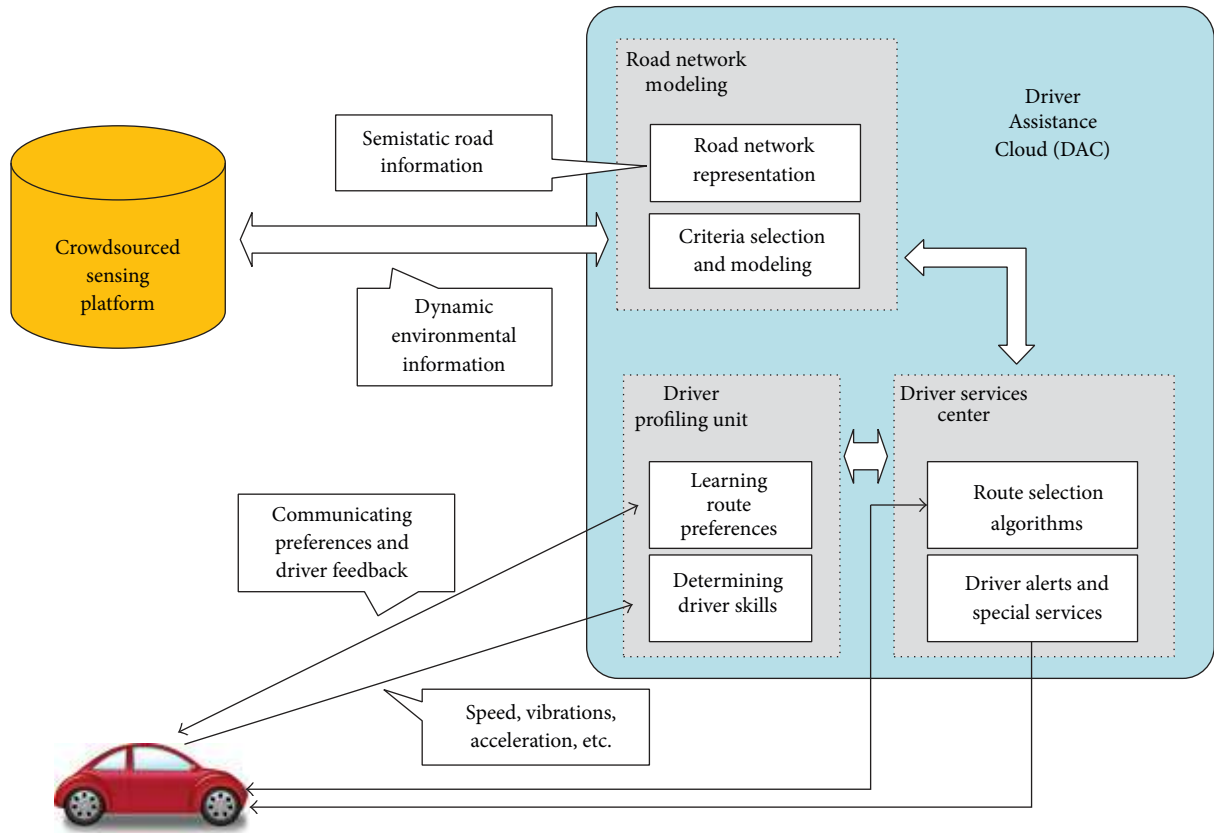 Road network
modeling
Driver
Assistance
Cloud (DAC)
Semistatic road
information
Road network
representation
Crowdsourced
sensing
platform
Criteria selection
and modeling
Dynamic
environmental
information
Driver
profiling unit
Driver services
center
Learning
route
preferences
Route selection
algorithms
Communicating
preferences and
driver feedback
Determining
driver skills
Driver alerts and
special services
Speed, vibrations,
acceleration, etc.